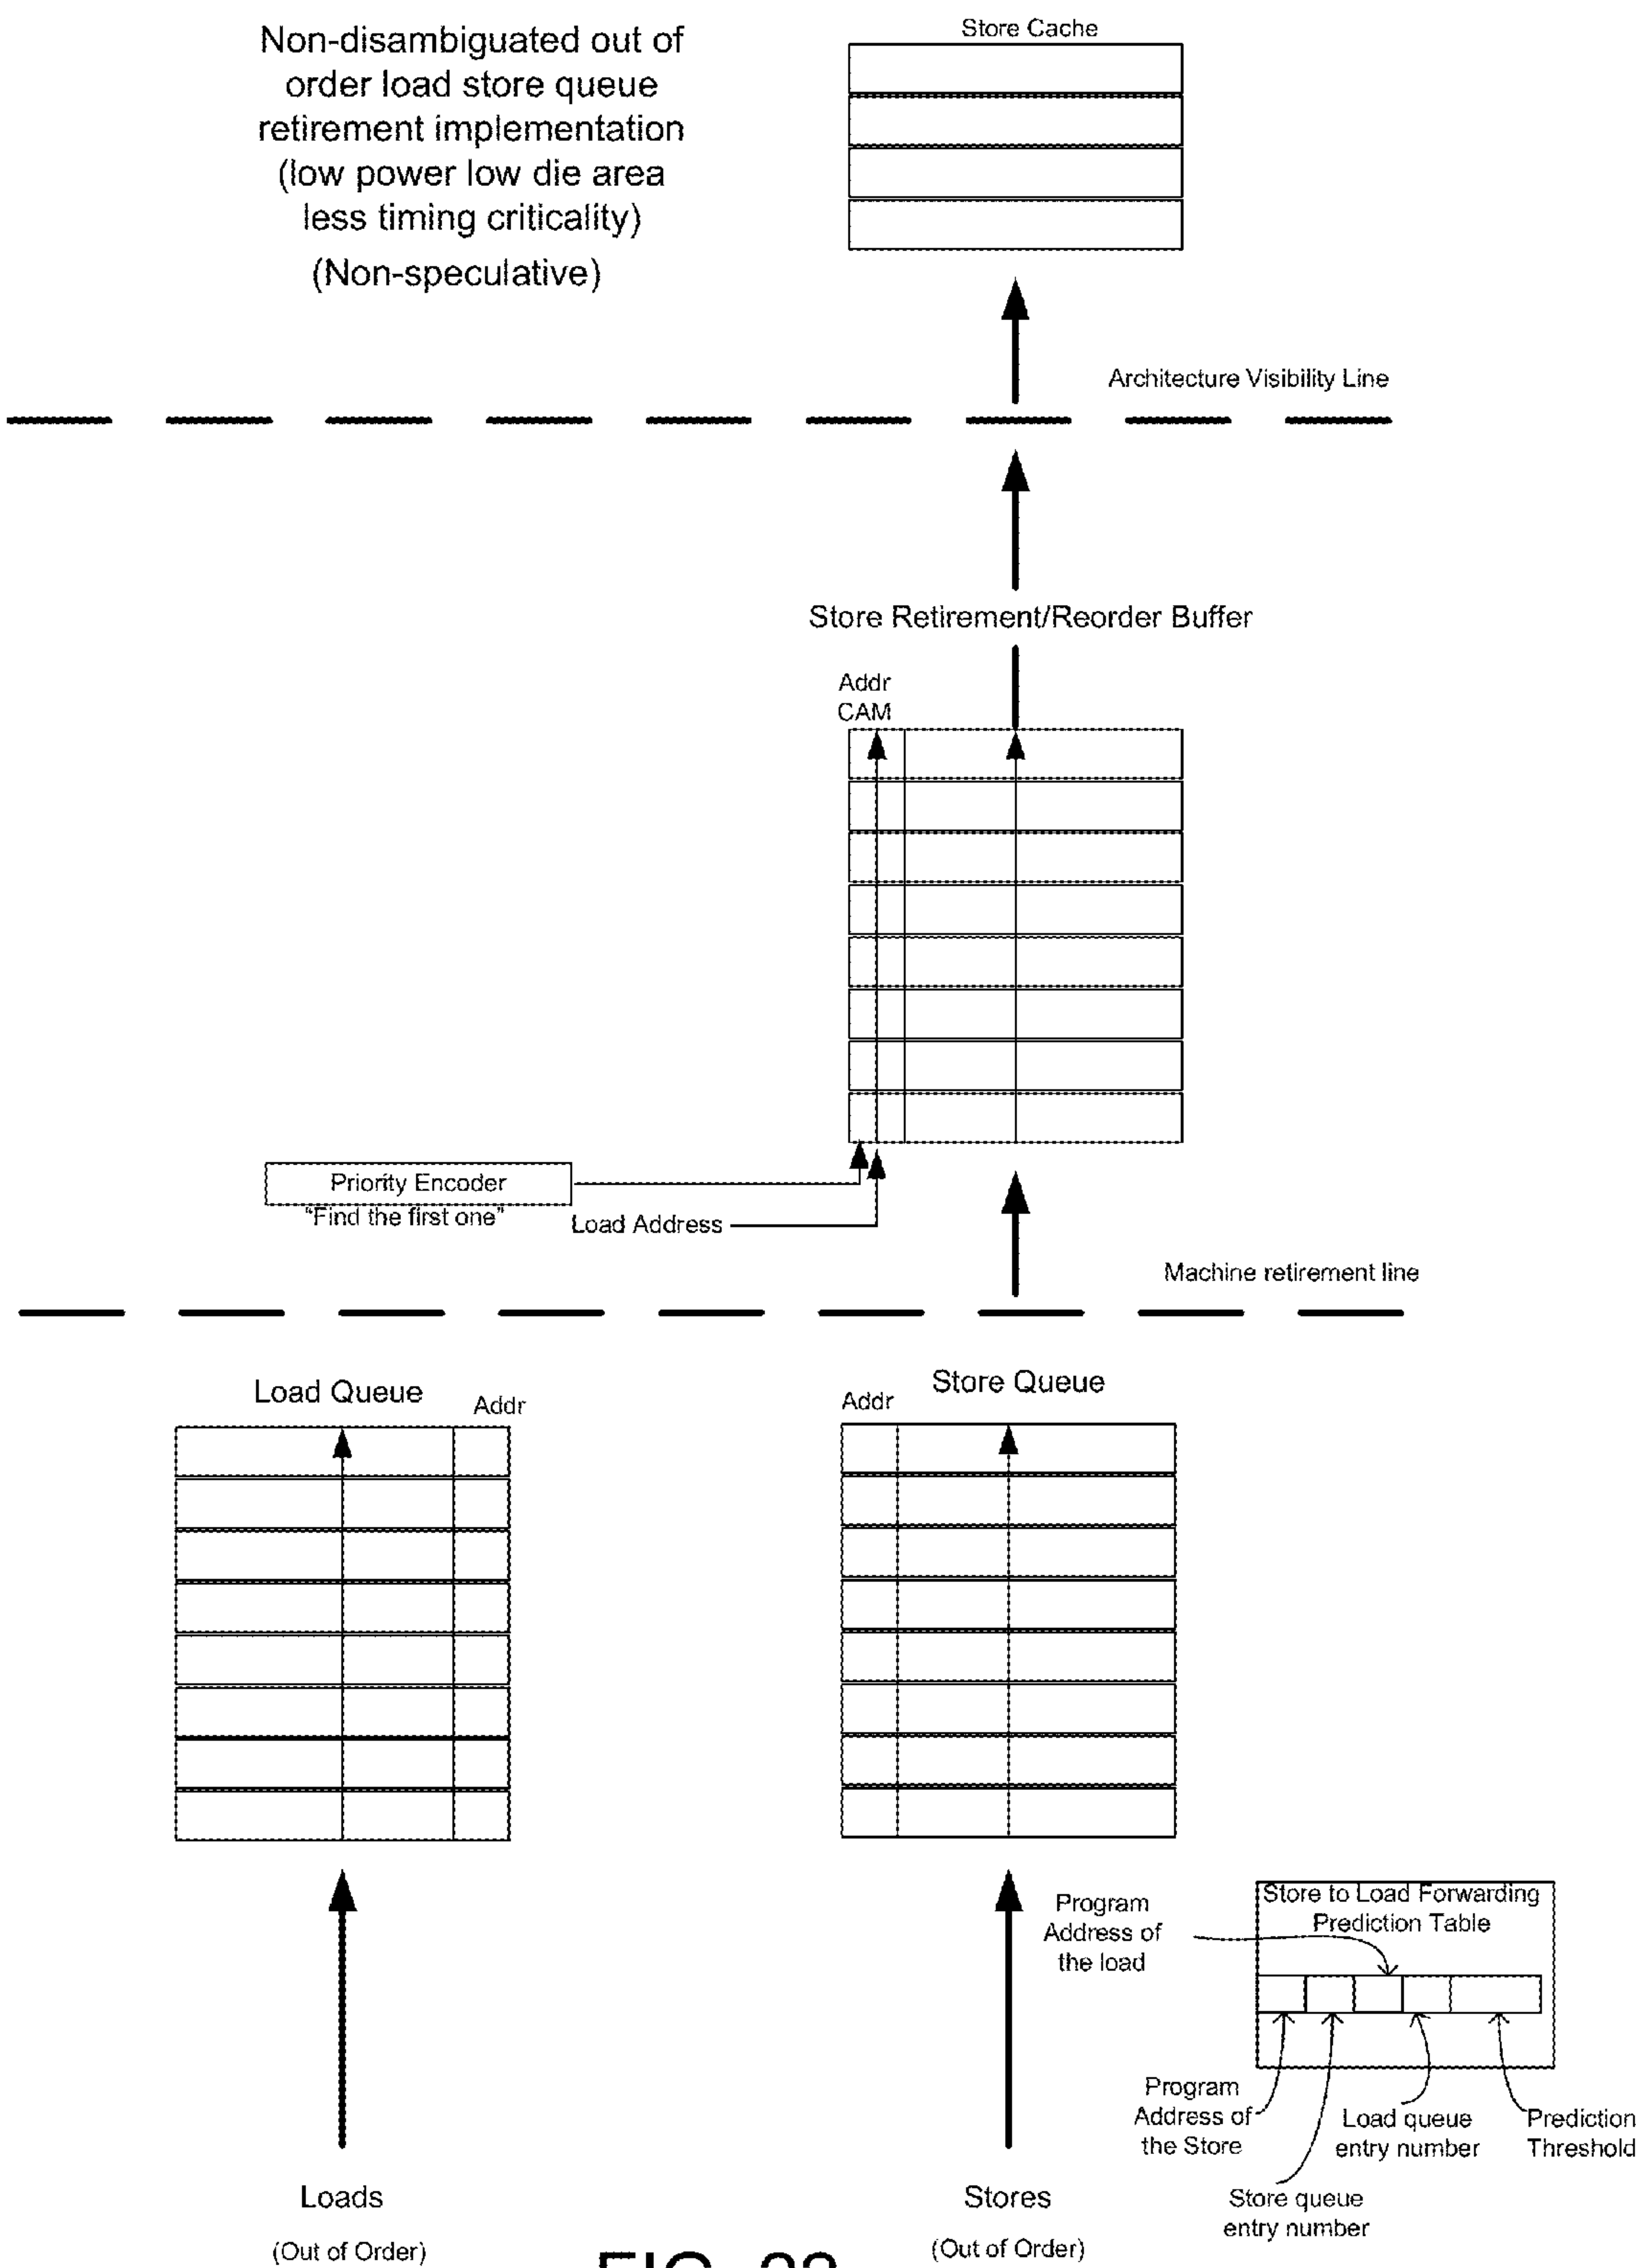 Non-disambiguated out of
order load store queue
retirement implementation
(low power low die area
less timing criticality)
(Non-speculative)
Store Cache
Architecture Visibility Line
Store Retirement/Reorder Buffer
Addr
CAM
Priority Encoder
"Find the first one"
Load Address
Machine retirement line
Load Queue
Addr
Addr
Store Queue
Program
Address of
the load
Store to Load Forwarding
Prediction Table
Program
Address of
the Store
Load queue
entry number
Prediction
Threshold
Store queue
entry number
Loads
(Out of Order)
Stores
(Out of Order)